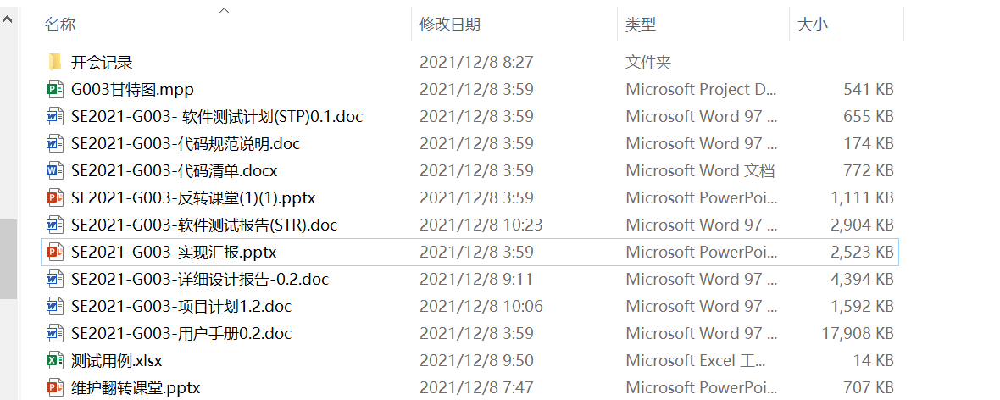 名称 修改日期 类型 大小
开会记录 2021/12/8 8:27 文件夹
G003甘特图.mpp 2021/12/8 3:59 Microsoft Project D... 541 KB
SE2021-G003- 软件测试计划(STP)0.1.doc 2021/12/8 3:59 Microsoft Word 97 ... 655 KB
SE2021-G003-代码规范说明.doc 2021/12/8 3:59 Microsoft Word 97 ... 174 KB
SE2021-G003-代码清单.docx 2021/12/8 3:59 Microsoft Word 文档 772 KB
SE2021-G003-反转课堂(1)(1).pptx 2021/12/8 3:59 Microsoft PowerPoi... 1,111 KB
SE2021-G003-软件测试报告(STR).doc 2021/12/8 10:23 Microsoft Word 97 ... 2,904 KB
SE2021-G003-实现汇报.pptx 2021/12/8 3:59 Microsoft PowerPoi... 2,523 KB
SE2021-G003-详细设计报告-0.2.doc 2021/12/8 9:11 Microsoft Word 97 ... 4,394 KB
SE2021-G003-项目计划1.2.doc 2021/12/8 10:06 Microsoft Word 97 ... 1,592 KB
SE2021-G003-用户手册0.2.doc 2021/12/8 3:59 Microsoft Word 97 ... 17,908 KB
测试用例.xlsx 2021/12/8 9:50 Microsoft Excel 工... 14 KB
维护翻转课堂.pptx 2021/12/8 7:47 Microsoft PowerPoi... 707 KB